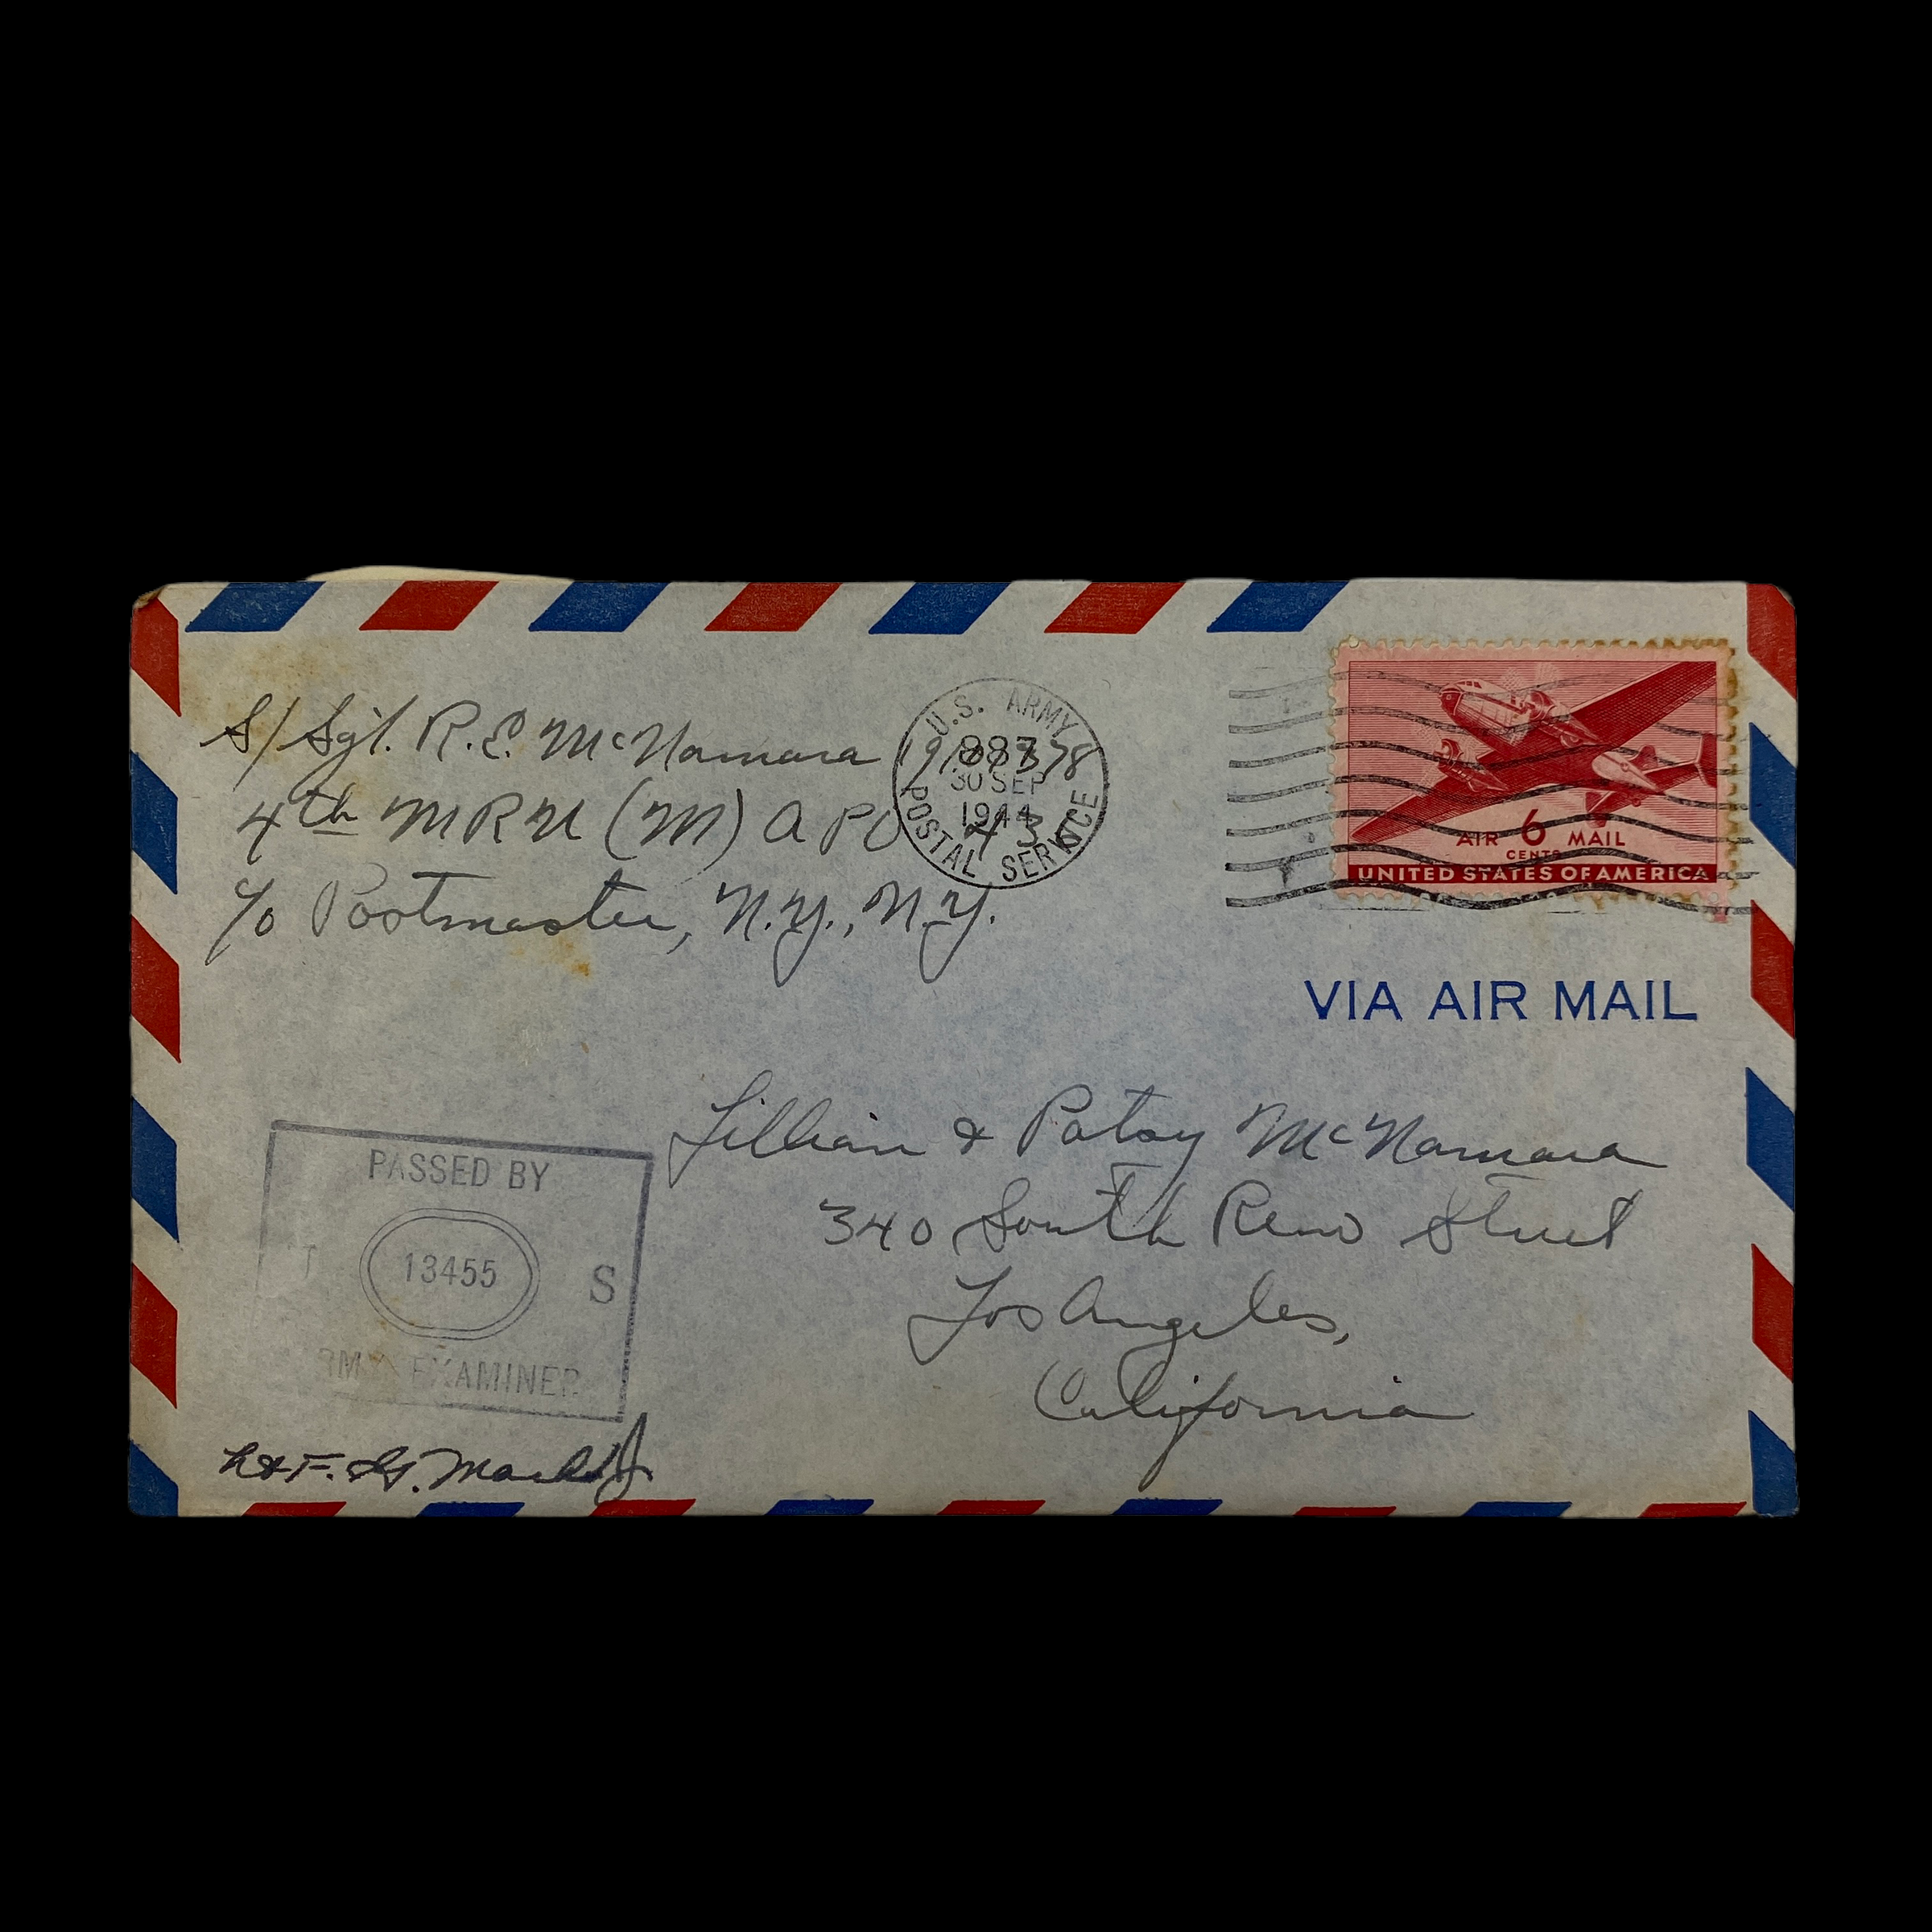 S/Sgt. R.E. McNamara
4th MRU (M) APO
c/o Postmaster, N.Y., N.Y.
U.S. ARMY
887
30 SEP
1944
POSTAL SERVICE
AIR 6 MAIL
CENTS
UNITED STATES OF AMERICA
VIA AIR MAIL
Lillian & Patsy McNamara
340 South Reno Street
Los Angeles,
California
PASSED BY
13455
S
EXAMINER
F.